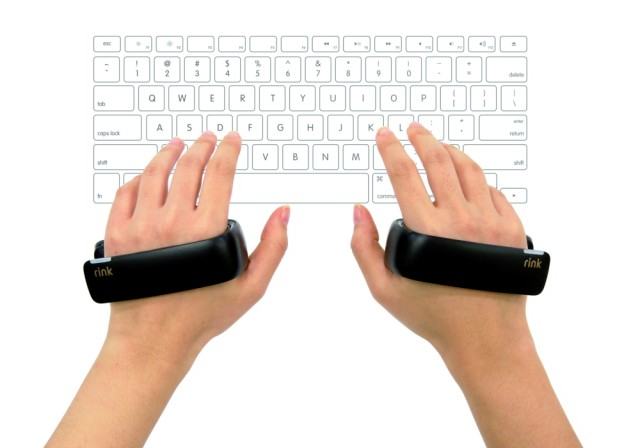 esc
~ ! @ # $ % ^ & * ( ) - +
1 2 3 4 5 6 7 8 9 0 - = delete
tab Q W E R T Y U I O P { } |
[ ] \
caps lock A S D F G H J K L : " enter
; ' return
shift V B N M shift
fn ⌘
comma
rink rink